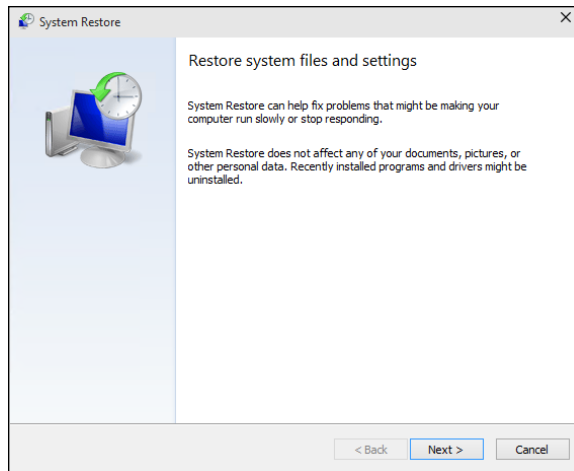 System Restore
Restore system files and settings
System Restore can help fix problems that might be making your
computer run slowly or stop responding.
System Restore does not affect any of your documents, pictures, or
other personal data. Recently installed programs and drivers might be
uninstalled.
< Back Next > Cancel